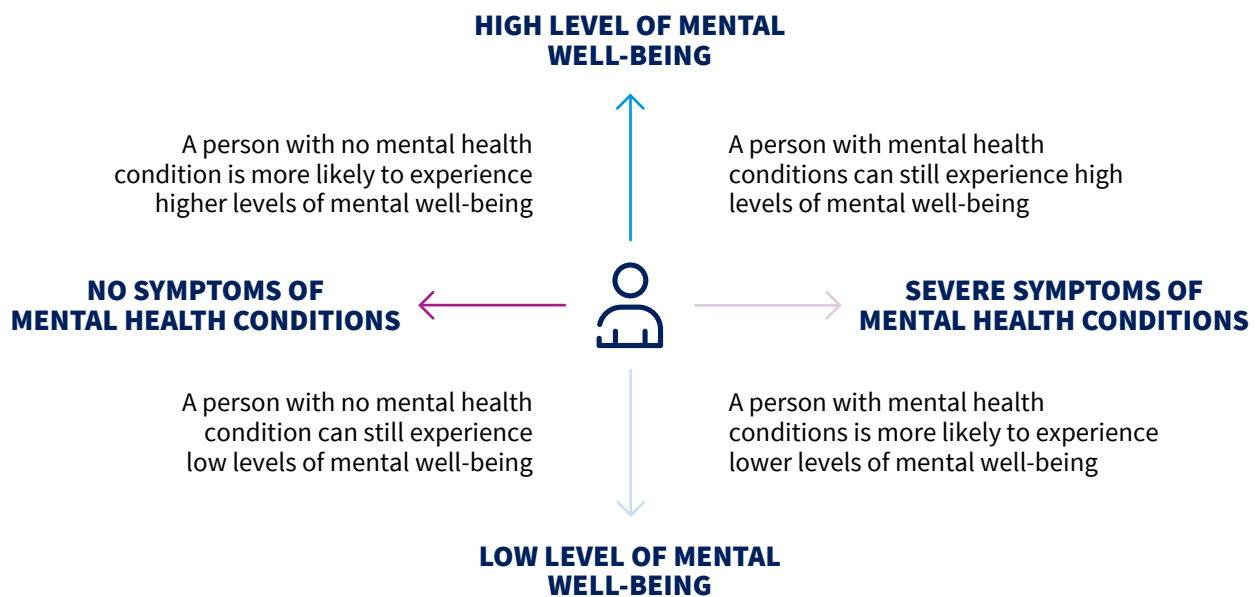 HIGH LEVEL OF MENTAL
WELL-BEING
A person with no mental health
condition is more likely to experience
higher levels of mental well-being
A person with mental health
conditions can still experience high
levels of mental well-being
NO SYMPTOMS OF
MENTAL HEALTH CONDITIONS
SEVERE SYMPTOMS OF
MENTAL HEALTH CONDITIONS
A person with no mental health
condition can still experience
low levels of mental well-being
A person with mental health
conditions is more likely to experience
lower levels of mental well-being
LOW LEVEL OF MENTAL
WELL-BEING